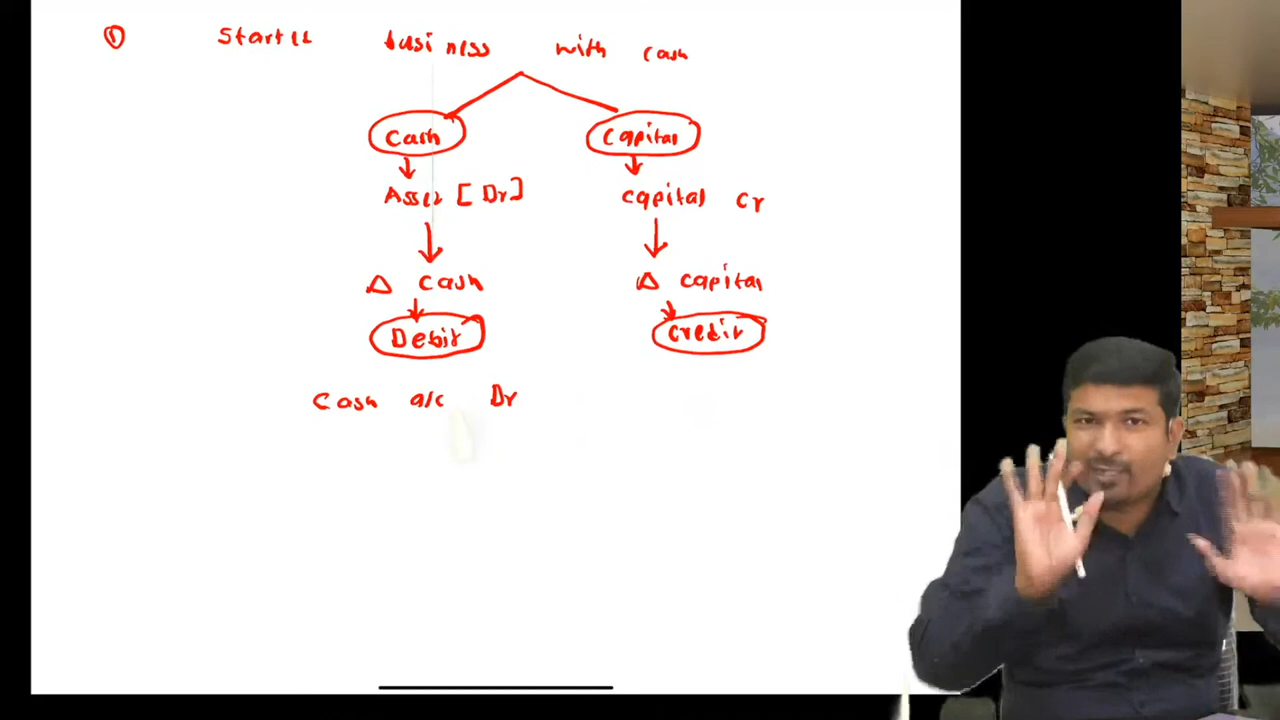 ① Started business with cash
Cash Capital
Asset [Dr] Capital Cr
Δ Cash Δ Capital
Debit Credit
Cash a/c Dr